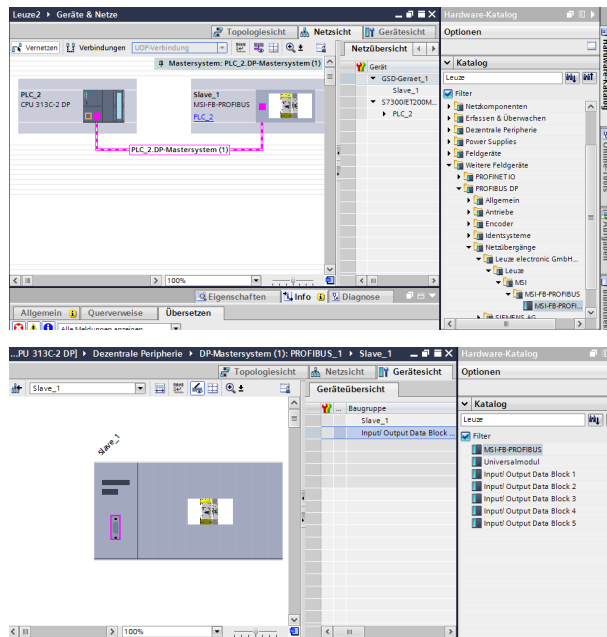 Leuze2 ▸ Geräte & Netze
Hardware-Katalog
Topologiesicht Netzsicht Gerätesicht
Optionen
Vernetzen Verbindungen UDP-Verbindung
Netzübersicht
Mastersystem: PLC_2.DP-Mastersystem (1)
Gerät
GSD-Geraet_1
Slave_1
S7300/ET200M...
PLC_2
PLC_2
CPU 313C-2 DP
Slave_1
MSI-FB-PROFIBUS
PLC_2
PLC_2.DP-Mastersystem (1)
100%
Katalog
Leuze
Filter
Netzkomponenten
Erfassen & Überwachen
Dezentrale Peripherie
Power Supplies
Feldgeräte
Weitere Feldgeräte
PROFINET IO
PROFIBUS DP
Allgemein
Antriebe
Encoder
Identsysteme
Netzübergänge
Leuze electronic GmbH...
Leuze
MSI
MSI-FB-PROFIBUS
MSI-FB-PROFI...
SIEMENS AG
Hardware-Katalog
Online-Tools
Aufgaben
Eigenschaften Info Diagnose
Allgemein Querverweise Übersetzen
Alle Meldungen anzeigen
...PU 313C-2 DP] ▸ Dezentrale Peripherie ▸ DP-Mastersystem (1): PROFIBUS_1 ▸ Slave_1
Hardware-Katalog
Topologiesicht Netzsicht Gerätesicht
Optionen
Slave_1
Geräteübersicht
... Baugruppe
Slave_1
Input/ Output Data Block ...
Slave_1
100%
Katalog
Leuze
Filter
MSI-FB-PROFIBUS
Universalmodul
Input/ Output Data Block 1
Input/ Output Data Block 2
Input/ Output Data Block 3
Input/ Output Data Block 4
Input/ Output Data Block 5